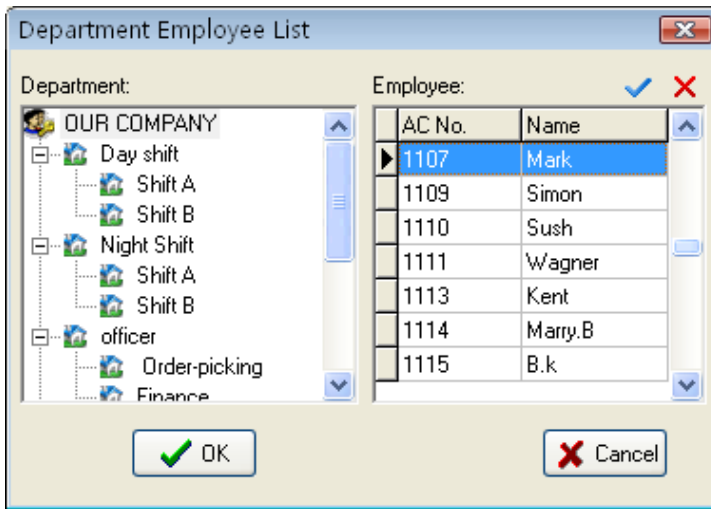 Department Employee List
Department:
OUR COMPANY
Day shift
Shift A
Shift B
Night Shift
Shift A
Shift B
officer
Order-picking
Finance
Employee:
AC No. Name
1107 Mark
1109 Simon
1110 Sush
1111 Wagner
1113 Kent
1114 Marry.B
1115 B.k
OK
Cancel